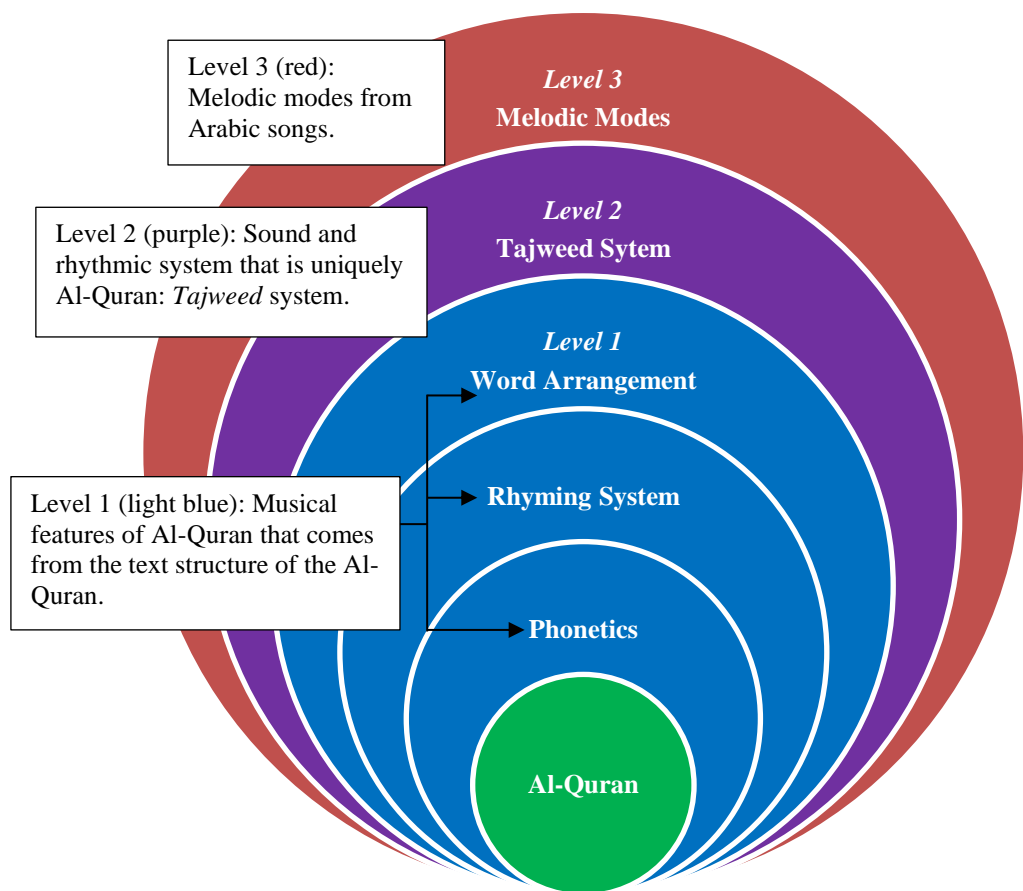 Level 3 (red):
Melodic modes from
Arabic songs.
Level 3
Melodic Modes
Level 2 (purple): Sound and
rhythmic system that is uniquely
Al-Quran: Tajweed system.
Level 2
Tajweed Sytem
Level 1
Word Arrangement
Level 1 (light blue): Musical
features of Al-Quran that comes
from the text structure of the Al-
Quran.
Rhyming System
Phonetics
Al-Quran